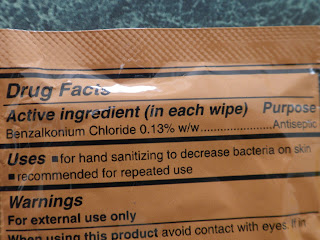 Drug Facts
Active ingredient (in each wipe) Purpose
Benzalkonium Chloride 0.13% w/w....................Antiseptic
Uses ■ for hand sanitizing to decrease bacteria on skin
■ recommended for repeated use
Warnings
For external use only
When using this product avoid contact with eyes. If in